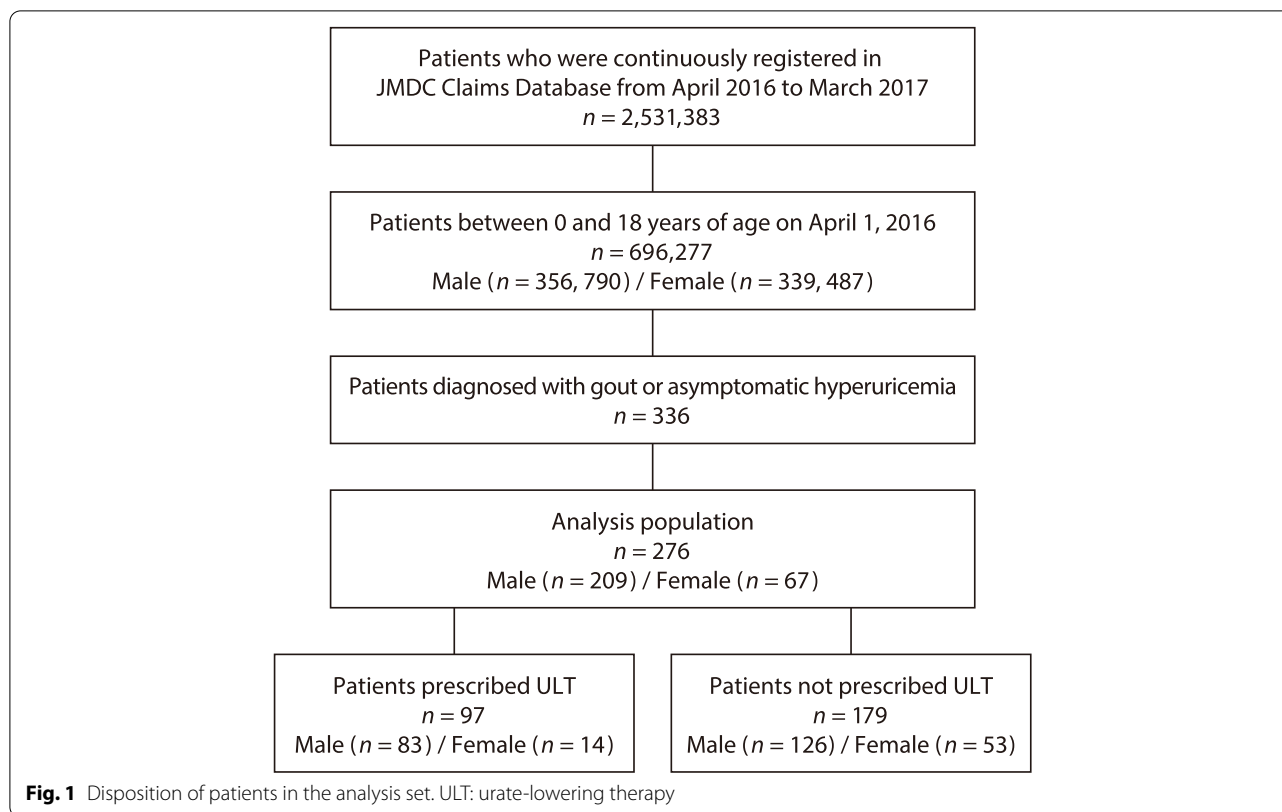 Patients who were continuously registered in
JMDC Claims Database from April 2016 to March 2017
n = 2,531,383
Patients between 0 and 18 years of age on April 1, 2016
n = 696,277
Male (n = 356, 790) / Female (n = 339, 487)
Patients diagnosed with gout or asymptomatic hyperuricemia
n = 336
Analysis population
n = 276
Male (n = 209) / Female (n = 67)
Patients prescribed ULT
n = 97
Male (n = 83) / Female (n = 14)
Patients not prescribed ULT
n = 179
Male (n = 126) / Female (n = 53)
Fig. 1 Disposition of patients in the analysis set. ULT: urate-lowering therapy